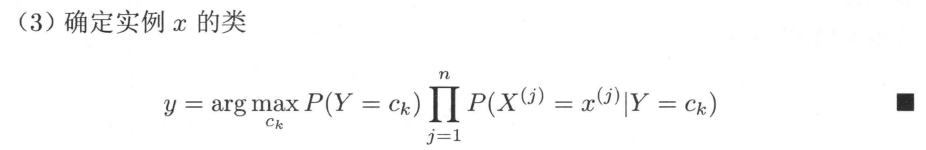 （3）确定实例 x 的类
y = arg max_{c_k} P(Y = c_k) ∏_{j=1}^{n} P(X^{(j)} = x^{(j)}|Y = c_k) ■